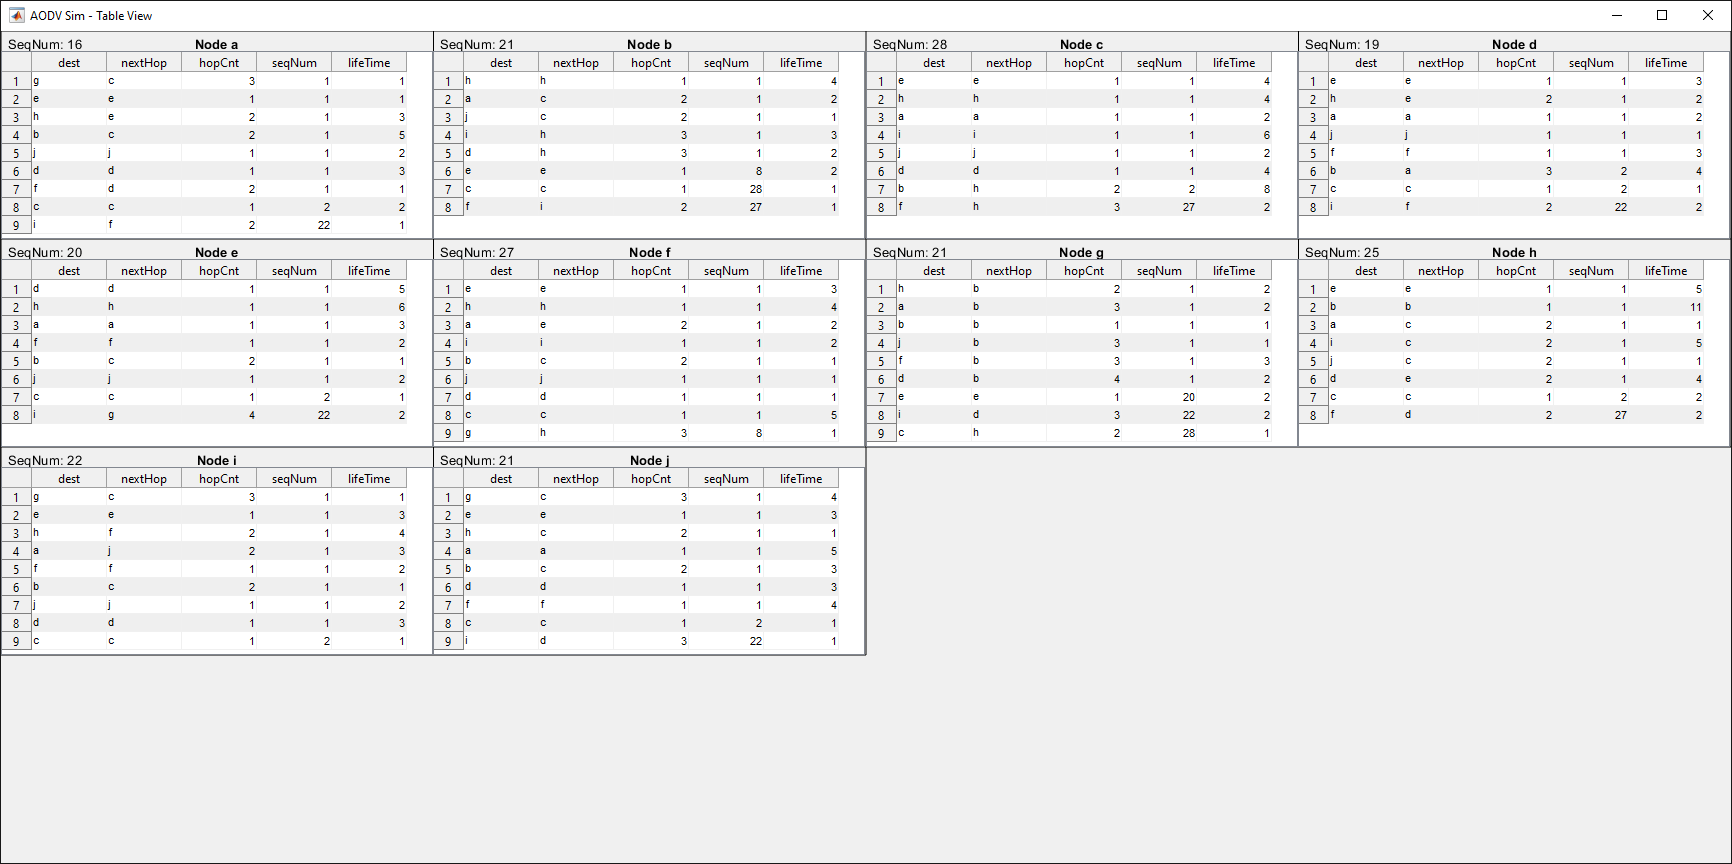 AODV Sim - Table View
SeqNum: 16 Node a
dest nextHop hopCnt seqNum lifeTime
1 g c 3 1 1
2 e e 1 1 1
3 h e 2 1 3
4 b c 2 1 5
5 j j 1 1 2
6 d d 1 1 3
7 f d 2 1 1
8 c c 1 2 2
9 i f 2 22 1
SeqNum: 21 Node b
dest nextHop hopCnt seqNum lifeTime
1 h h 1 1 4
2 a c 2 1 2
3 j c 2 1 1
4 i h 3 1 3
5 d h 3 1 2
6 e e 1 8 2
7 c c 1 28 1
8 f i 2 27 1
SeqNum: 28 Node c
dest nextHop hopCnt seqNum lifeTime
1 e e 1 1 4
2 h h 1 1 4
3 a a 1 1 2
4 i i 1 1 6
5 j j 1 1 2
6 d d 1 1 4
7 b h 2 2 8
8 f h 3 27 2
SeqNum: 19 Node d
dest nextHop hopCnt seqNum lifeTime
1 e e 1 1 3
2 h e 2 1 2
3 a a 1 1 2
4 j j 1 1 1
5 f f 1 1 3
6 b a 3 2 4
7 c c 1 2 1
8 i f 2 22 2
SeqNum: 20 Node e
dest nextHop hopCnt seqNum lifeTime
1 d d 1 1 5
2 h h 1 1 6
3 a a 1 1 3
4 f f 1 1 2
5 b c 2 1 1
6 j j 1 1 2
7 c c 1 2 1
8 i g 4 22 2
SeqNum: 27 Node f
dest nextHop hopCnt seqNum lifeTime
1 e e 1 1 3
2 h h 1 1 4
3 a e 2 1 2
4 i i 1 1 2
5 b c 2 1 1
6 j j 1 1 1
7 d d 1 1 1
8 c c 1 1 5
9 g h 3 8 1
SeqNum: 21 Node g
dest nextHop hopCnt seqNum lifeTime
1 h b 2 1 2
2 a b 3 1 2
3 b b 1 1 1
4 j b 3 1 1
5 f b 3 1 3
6 d b 4 1 2
7 e e 1 20 2
8 i d 3 22 2
9 c h 2 28 1
SeqNum: 25 Node h
dest nextHop hopCnt seqNum lifeTime
1 e e 1 1 5
2 b b 1 1 11
3 a c 2 1 1
4 i c 2 1 5
5 j c 2 1 1
6 d e 2 1 4
7 c c 1 2 2
8 f d 2 27 2
SeqNum: 22 Node i
dest nextHop hopCnt seqNum lifeTime
1 g c 3 1 1
2 e e 1 1 3
3 h f 2 1 4
4 a j 2 1 3
5 f f 1 1 2
6 b c 2 1 1
7 j j 1 1 2
8 d d 1 1 3
9 c c 1 2 1
SeqNum: 21 Node j
dest nextHop hopCnt seqNum lifeTime
1 g c 3 1 4
2 e e 1 1 3
3 h c 2 1 1
4 a a 1 1 5
5 b c 2 1 3
6 d d 1 1 3
7 f f 1 1 4
8 c c 1 2 1
9 i d 3 22 1